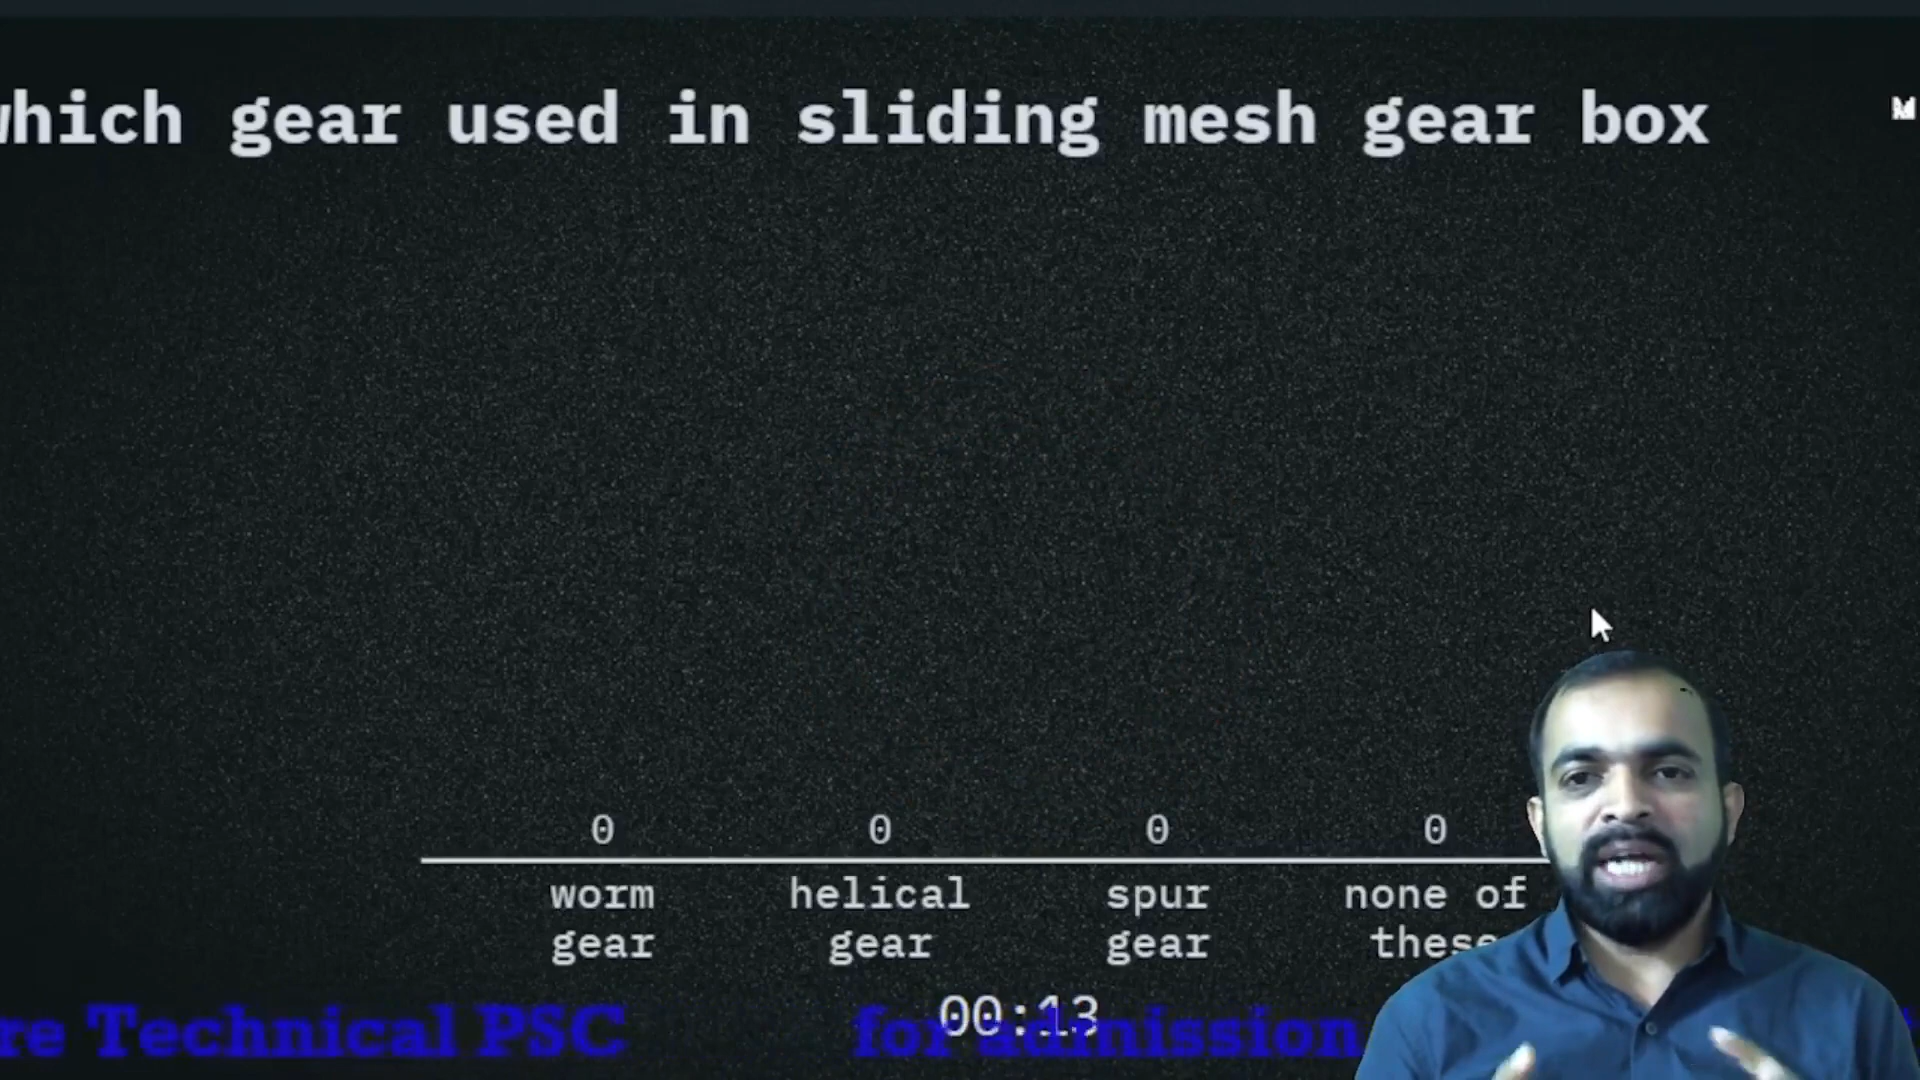 which gear used in sliding mesh gear box
0 0 0 0
worm helical spur none of
gear gear gear these
00:13
re Technical PSC for admission